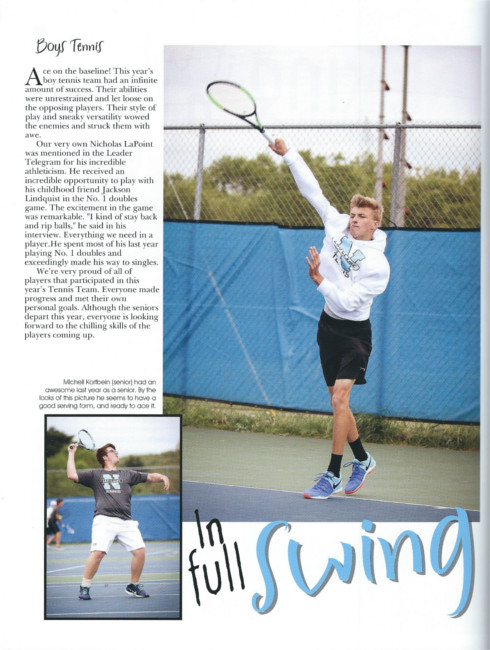 Boys Tennis
Ace on the baseline! This year's
boy tennis team had an infinite
amount of success. Their abilities
were unrestrained and let loose on
the opposing players. Their style of
play and sneaky versatility wowed
the enemies and struck them with
awe.
Our very own Nicholas LaPoint
was mentioned in the Leader
Telegram for his incredible
athleticism. He received an
incredible opportunity to play with
his childhood friend Jackson
Lindquist in the No. 1 doubles
game. The excitement in the game
was remarkable. "I kind of stay back
and rip balls," he said in his
interview. Everything we need in a
player.He spent most of his last year
playing No. 1 doubles and
exceedingly made his way to singles.
We're very proud of all of
players that participated in this
year's Tennis Team. Everyone made
progress and met their own
personal goals. Although the seniors
depart this year, everyone is looking
forward to the chilling skills of the
players coming up.
Michell Korfbein (senior) had an
awesome last year as a senior. By the
looks of this picture he seems to have a
good serving form, and ready to ace it.
N
N
In
full
swing